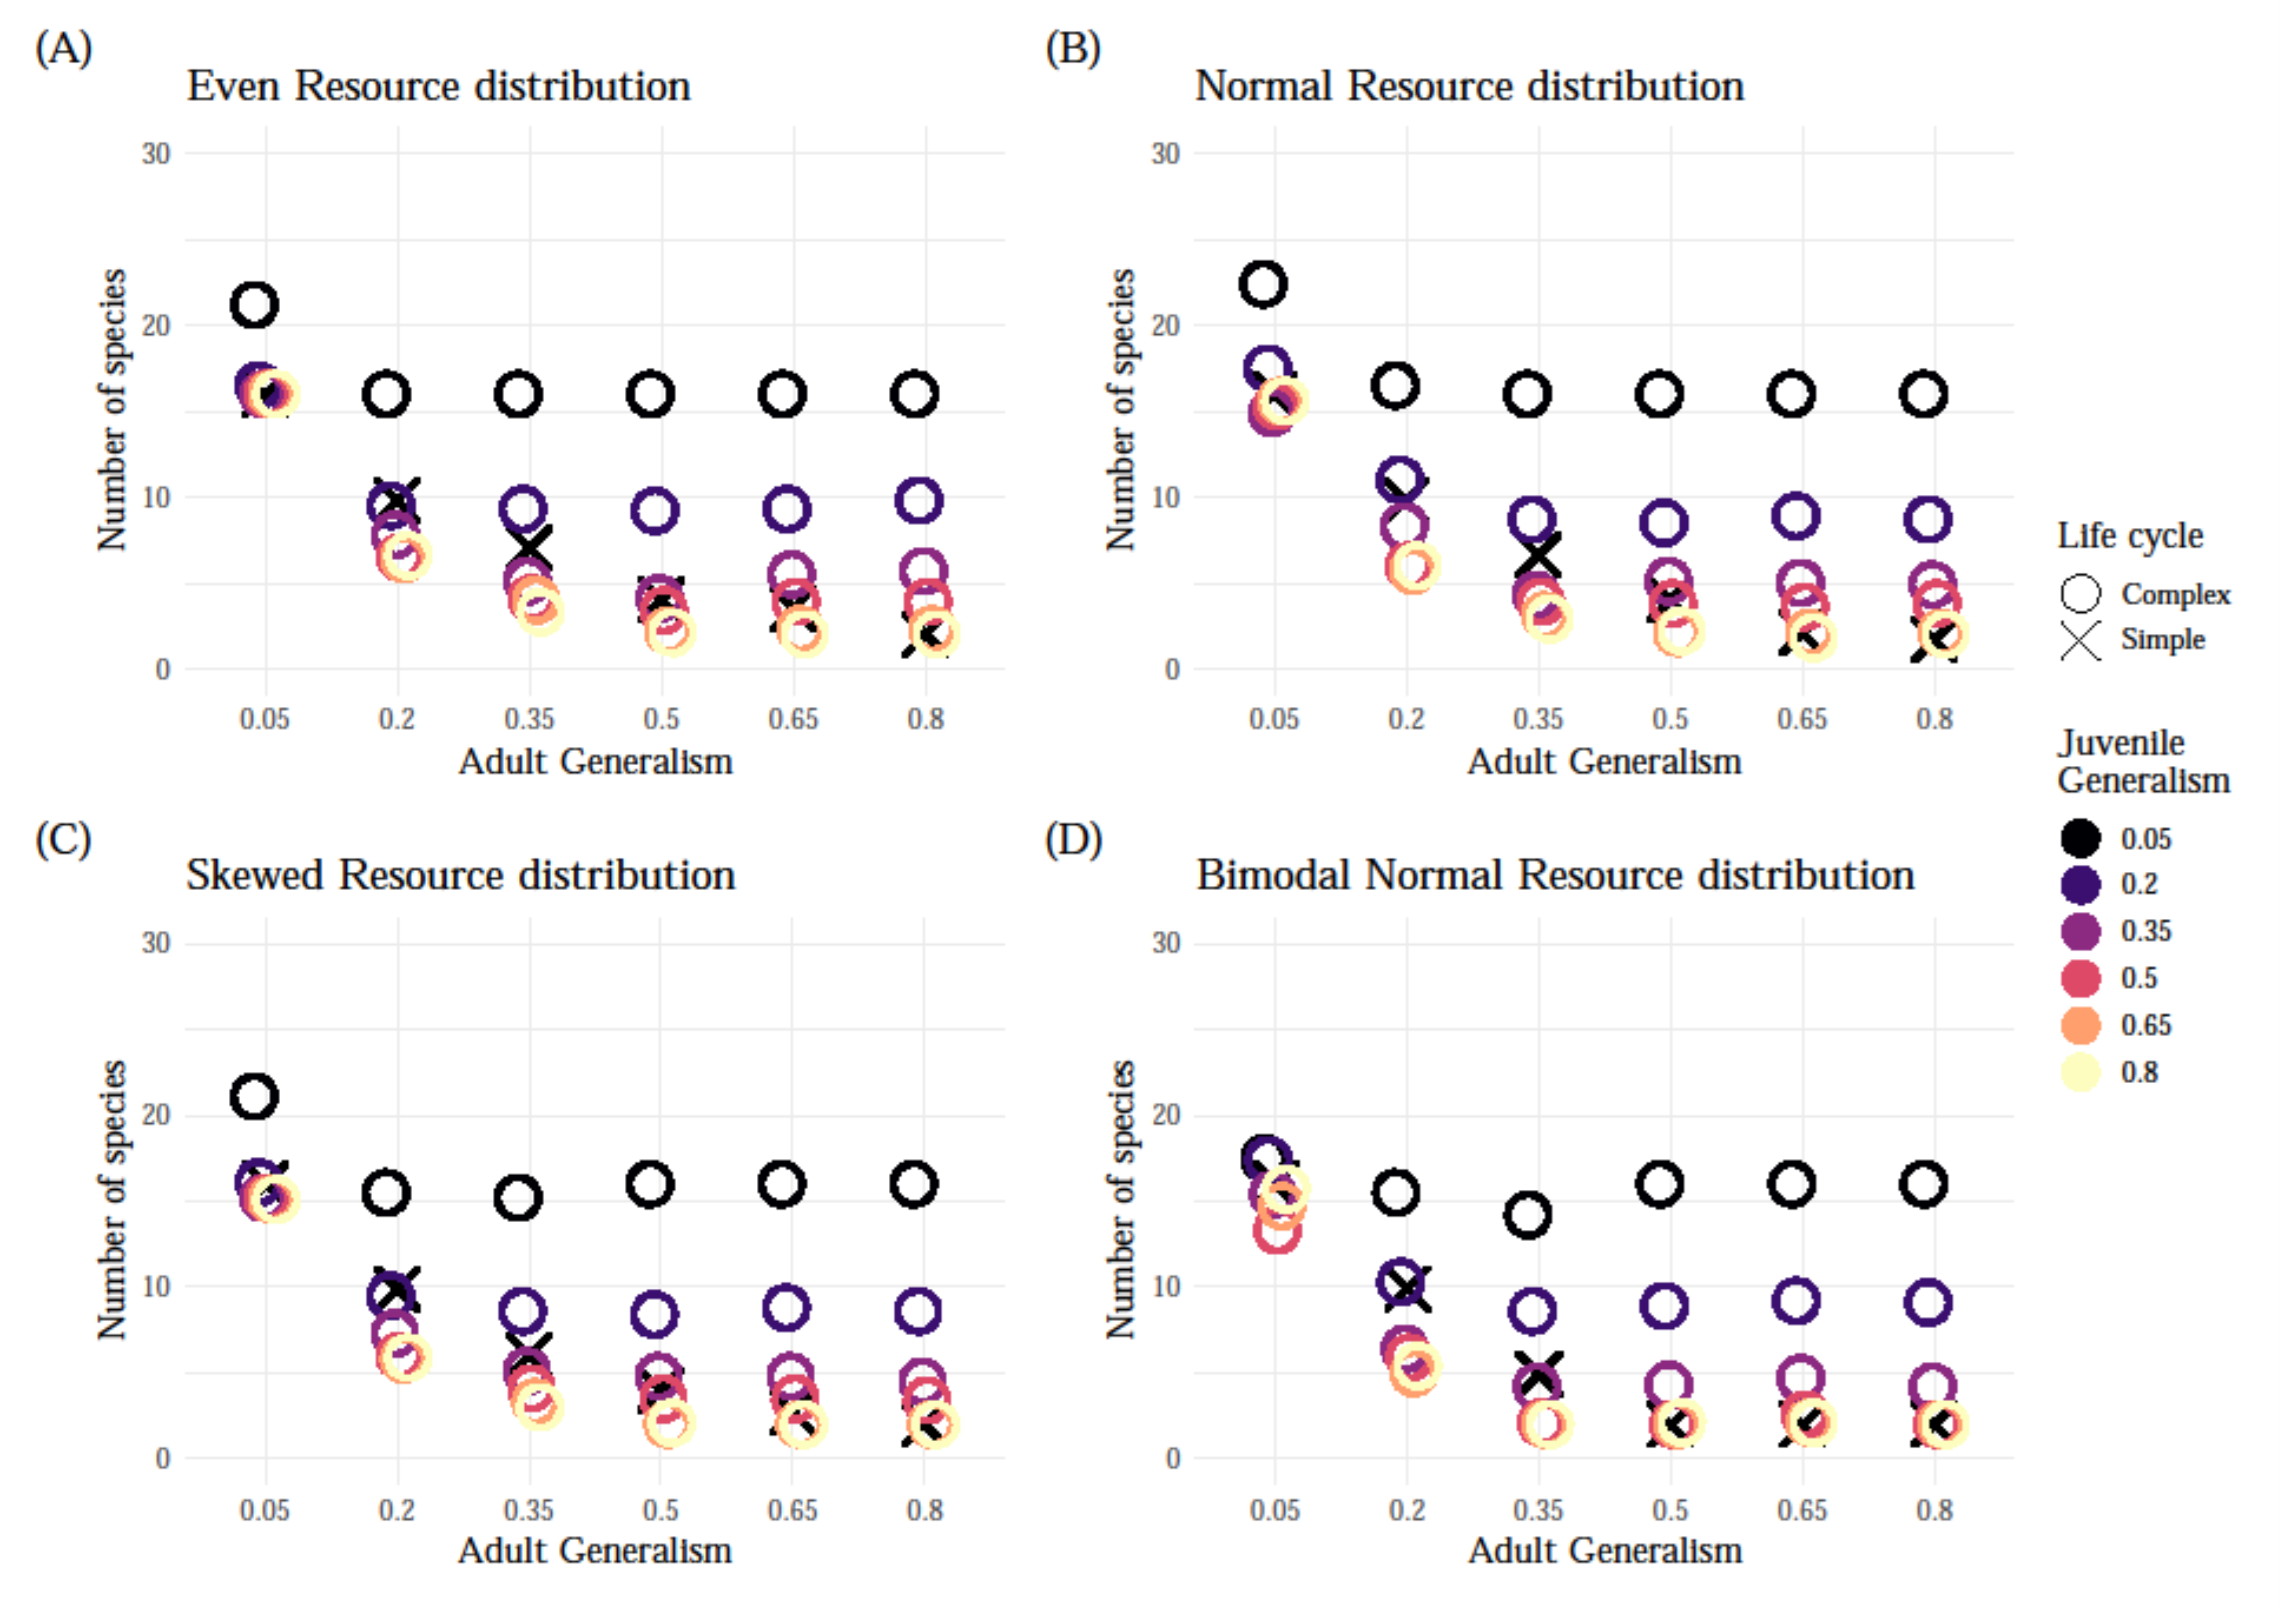 (A)
Even Resource distribution
30
20
10
0
Number of species
0.05 0.2 0.35 0.5 0.65 0.8
Adult Generalism
(B)
Normal Resource distribution
30
20
10
0
Number of species
0.05 0.2 0.35 0.5 0.65 0.8
Adult Generalism
(C)
Skewed Resource distribution
30
20
10
0
Number of species
0.05 0.2 0.35 0.5 0.65 0.8
Adult Generalism
(D)
Bimodal Normal Resource distribution
30
20
10
0
Number of species
0.05 0.2 0.35 0.5 0.65 0.8
Adult Generalism
Life cycle
Complex
Simple
Juvenile
Generalism
0.05
0.2
0.35
0.5
0.65
0.8